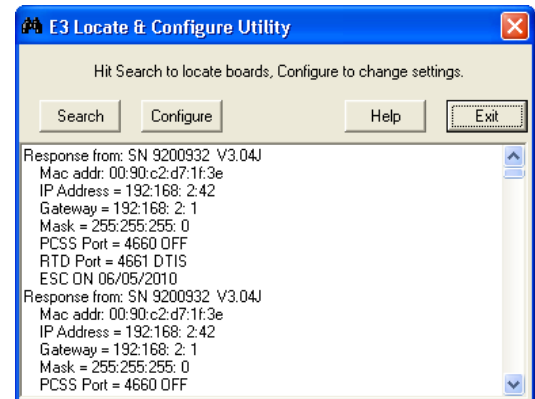 E3 Locate & Configure Utility
Hit Search to locate boards, Configure to change settings.
Search Configure Help Exit
Response from: SN 9200932 V3.04J
Mac addr: 00:90:c2:d7:1f:3e
IP Address = 192:168: 2:42
Gateway = 192:168: 2: 1
Mask = 255:255:255: 0
PCSS Port = 4660 OFF
RTD Port = 4661 DTIS
ESC ON 06/05/2010
Response from: SN 9200932 V3.04J
Mac addr: 00:90:c2:d7:1f:3e
IP Address = 192:168: 2:42
Gateway = 192:168: 2: 1
Mask = 255:255:255: 0
PCSS Port = 4660 OFF